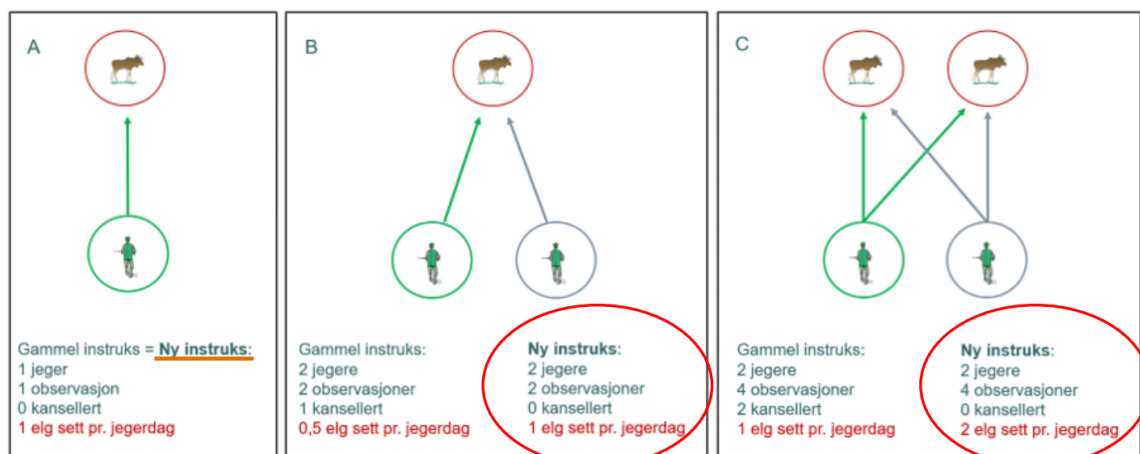 A
Gammel instruks = Ny instruks:
1 jeger
1 observasjon
0 kansellert
1 elg sett pr. jegerdag
B
Gammel instruks:
2 jegere
2 observasjoner
1 kansellert
0,5 elg sett pr. jegerdag
Ny instruks:
2 jegere
2 observasjoner
0 kansellert
1 elg sett pr. jegerdag
C
Gammel instruks:
2 jegere
4 observasjoner
2 kansellert
1 elg sett pr. jegerdag
Ny instruks:
2 jegere
4 observasjoner
0 kansellert
2 elg sett pr. jegerdag